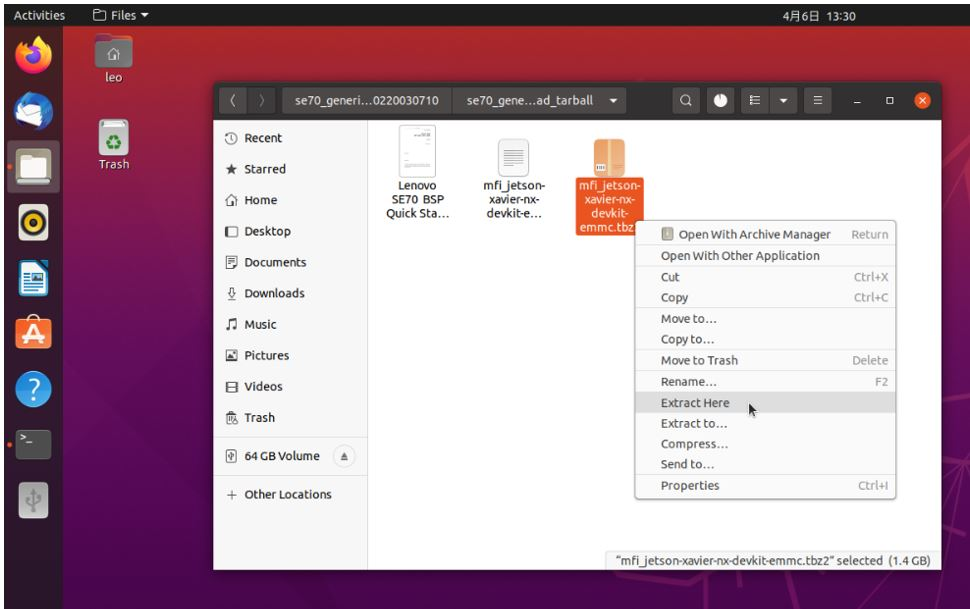 Activities
Files
4月6日 13:30
leo
Trash
se70_generi...0220030710
se70_gene...ad_tarball
Recent
Starred
Home
Desktop
Documents
Downloads
Music
Pictures
Videos
Trash
64 GB Volume
Other Locations
Lenovo
SE70 BSP
Quick Sta...
mfi_jetson-
xavier-nx-
devkit-e...
mfi_jetson-
xavier-nx-
devkit-
emmc.tbz
Open With Archive Manager Return
Open With Other Application
Cut Ctrl+X
Copy Ctrl+C
Move to...
Copy to...
Move to Trash Delete
Rename... F2
Extract Here
Extract to...
Compress...
Send to...
Properties Ctrl+I
"mfi_jetson-xavier-nx-devkit-emmc.tbz2" selected (1.4 GB)